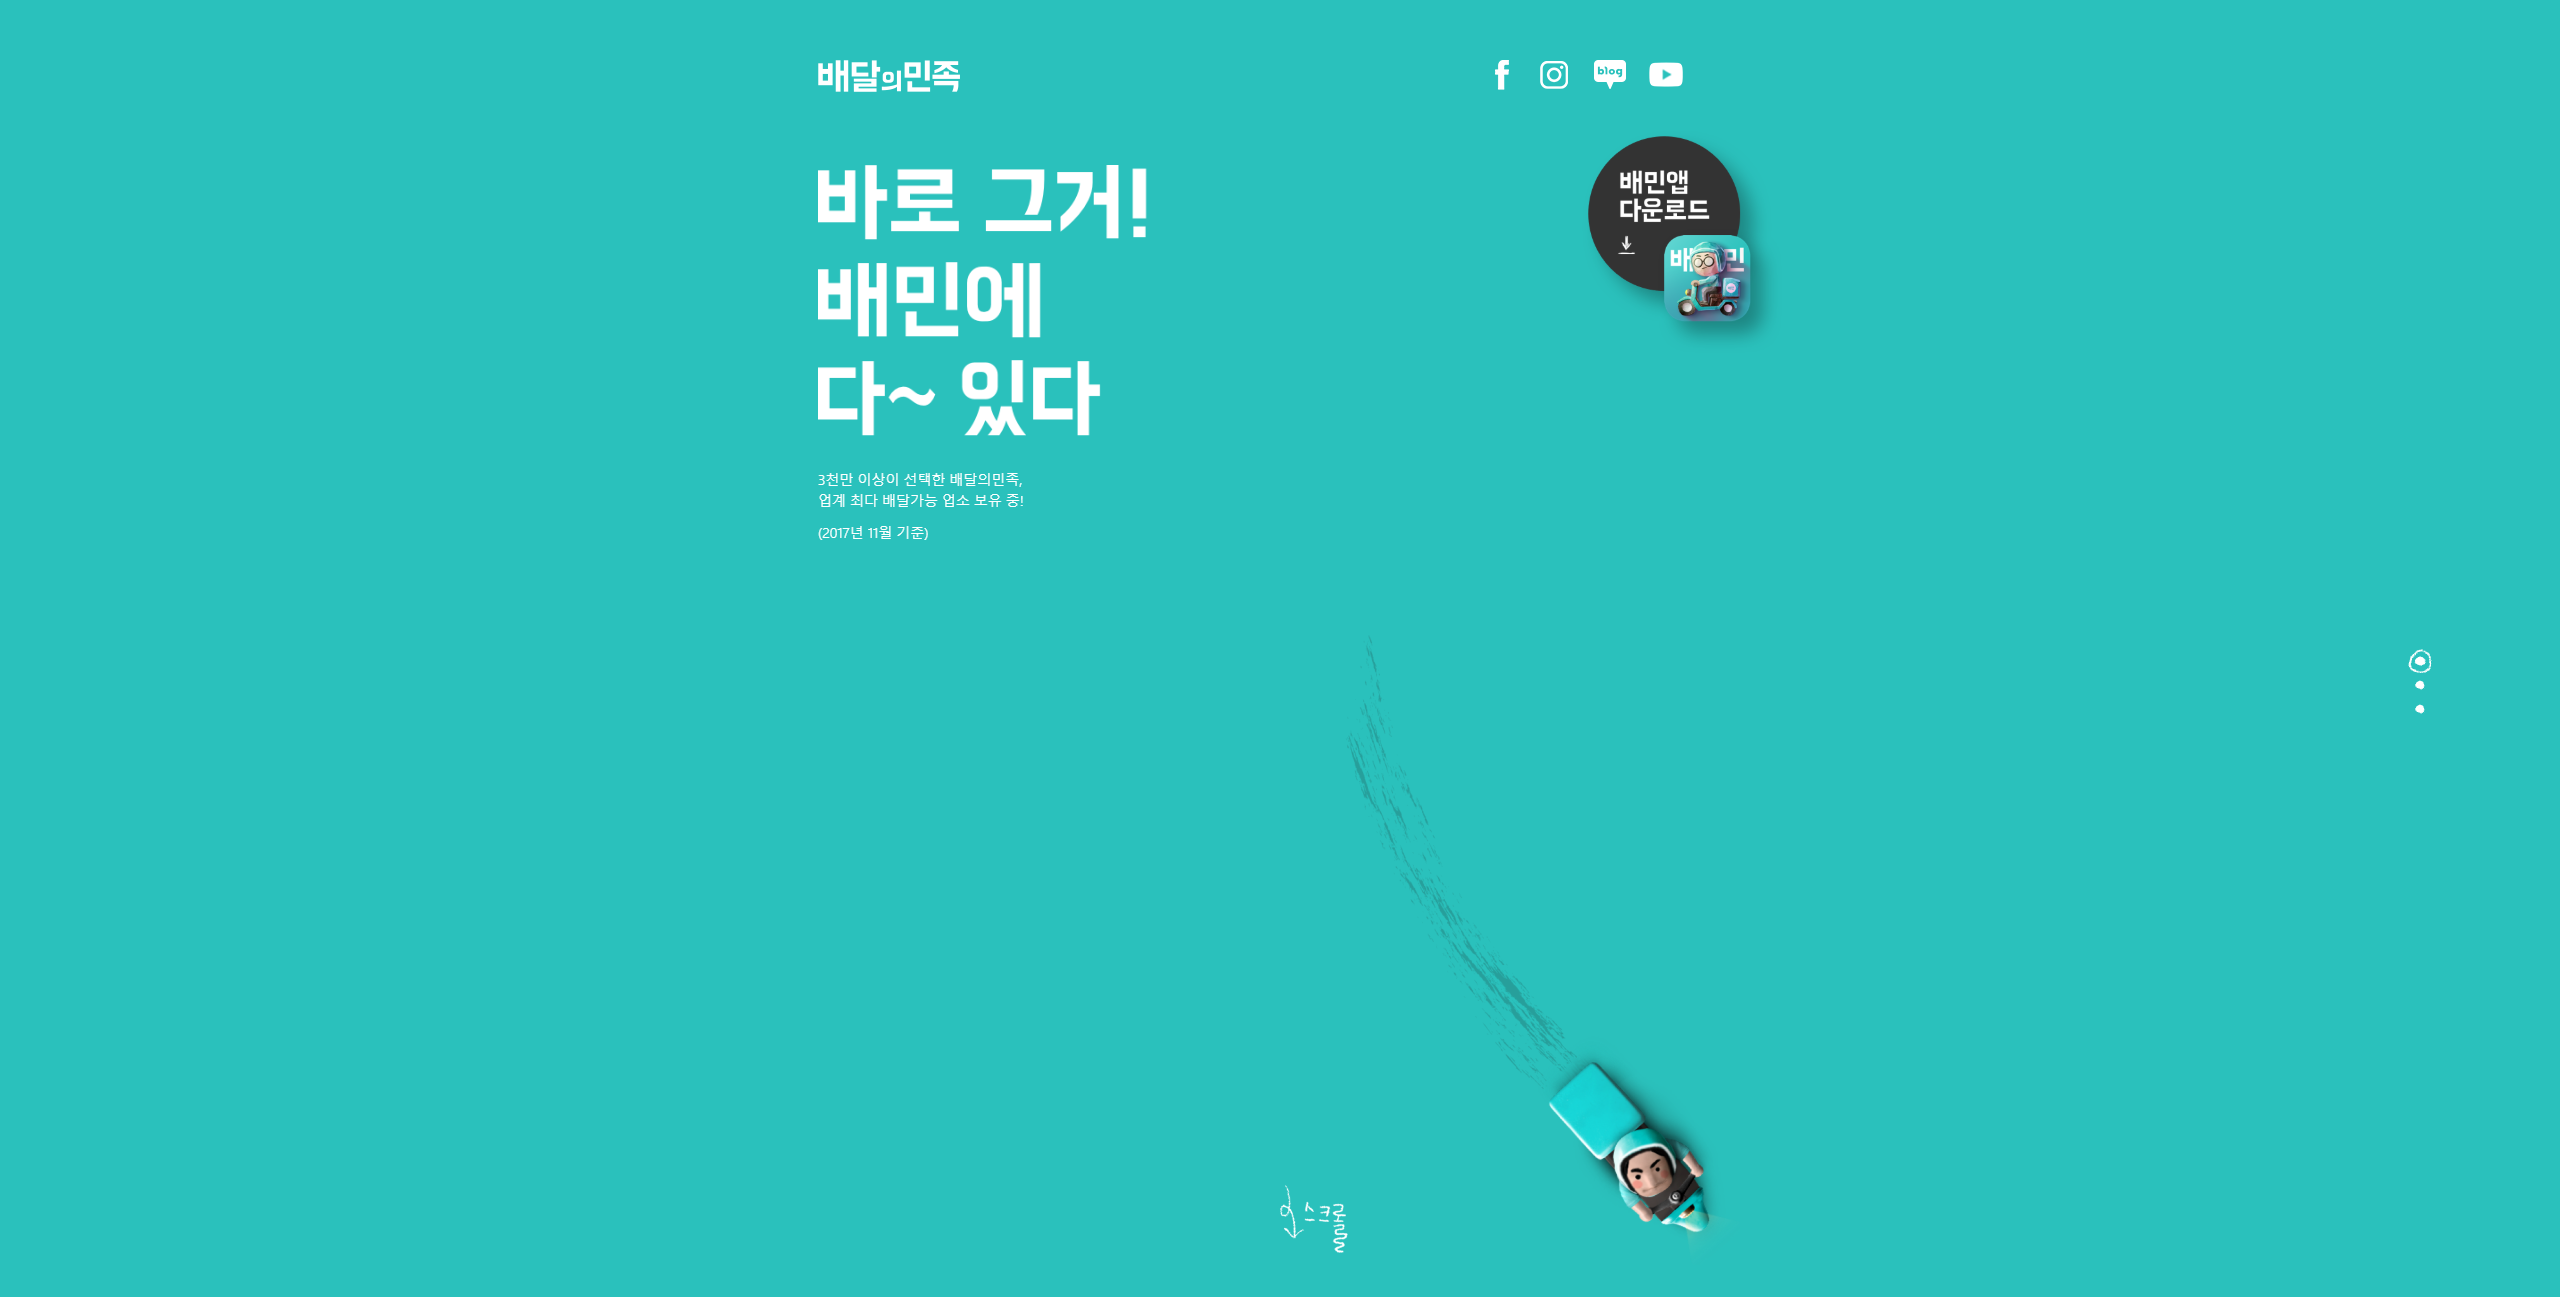 배달의민족
blog
바로 그거!
배민에
다~ 있다
배민앱
다운로드
배 민
3천만 이상이 선택한 배달의민족,
업계 최다 배달가능 업소 보유 중!
(2017년 11월 기준)
스크롤